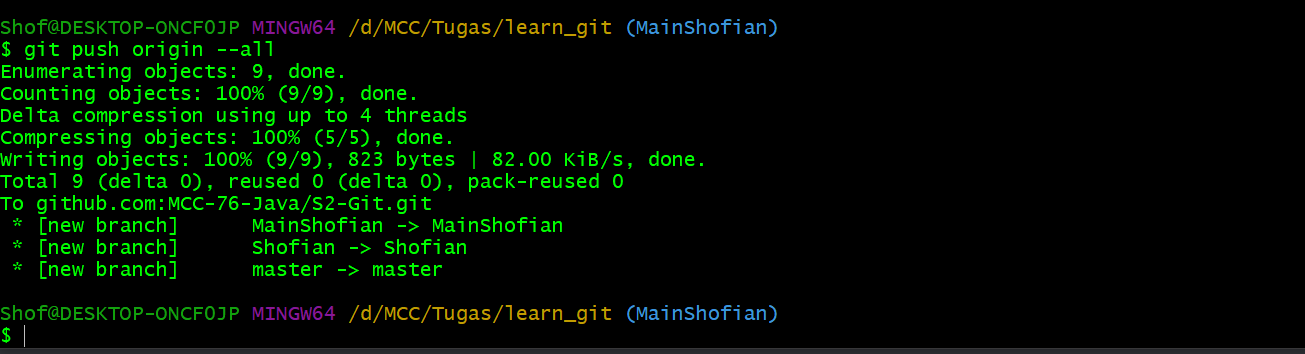 Shof@DESKTOP-ONCF0JP MINGW64 /d/MCC/Tugas/learn_git (MainShofian)
$ git push origin --all
Enumerating objects: 9, done.
Counting objects: 100% (9/9), done.
Delta compression using up to 4 threads
Compressing objects: 100% (5/5), done.
Writing objects: 100% (9/9), 823 bytes | 82.00 KiB/s, done.
Total 9 (delta 0), reused 0 (delta 0), pack-reused 0
To github.com:MCC-76-Java/S2-Git.git
 * [new branch]      MainShofian -> MainShofian
 * [new branch]      Shofian -> Shofian
 * [new branch]      master -> master
Shof@DESKTOP-ONCF0JP MINGW64 /d/MCC/Tugas/learn_git (MainShofian)
$